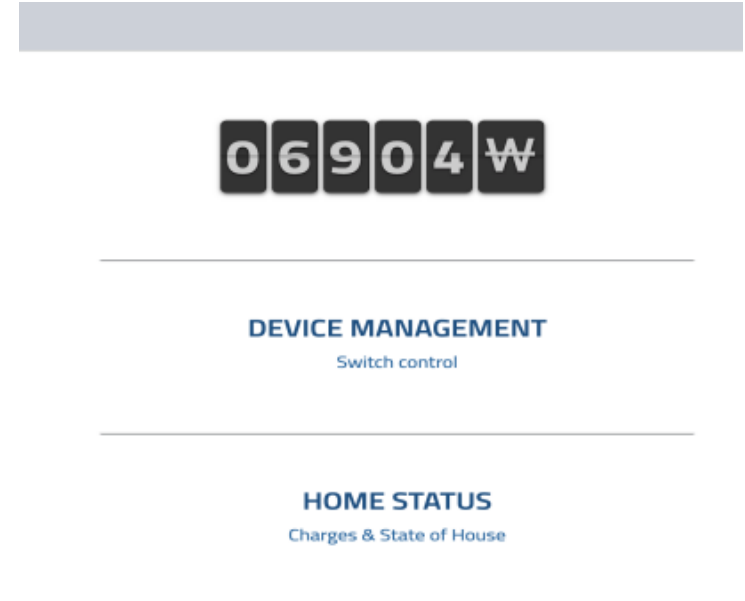 06904₩
DEVICE MANAGEMENT
Switch control
HOME STATUS
Charges & State of House